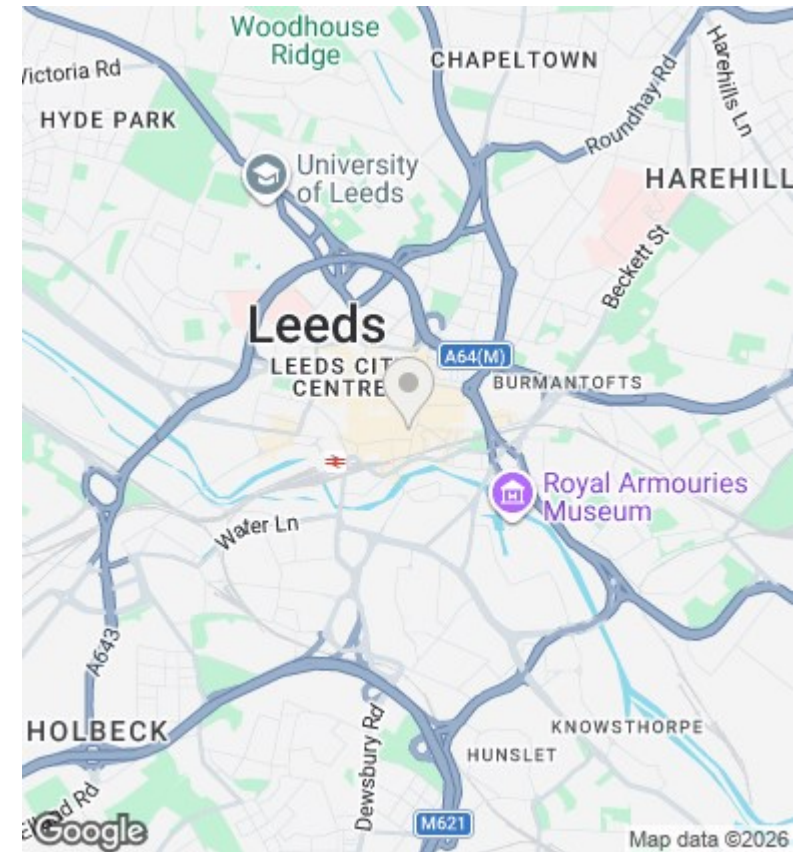 Woodhouse
Ridge
CHAPELTOWN
Victoria Rd
Roundhay Rd
Harehills Ln
HYDE PARK
University
of Leeds
HAREHILL
Beckett St
Leeds
A64(M)
LEEDS CIT
CENTRE
BURMANTOFTS
Royal Armouries
Museum
Water Ln
A643
HOLBECK
KNOWSTHORPE
Dewsbury Rd
HUNSLET
Elland Rd
M621
Google
Map data ©2026